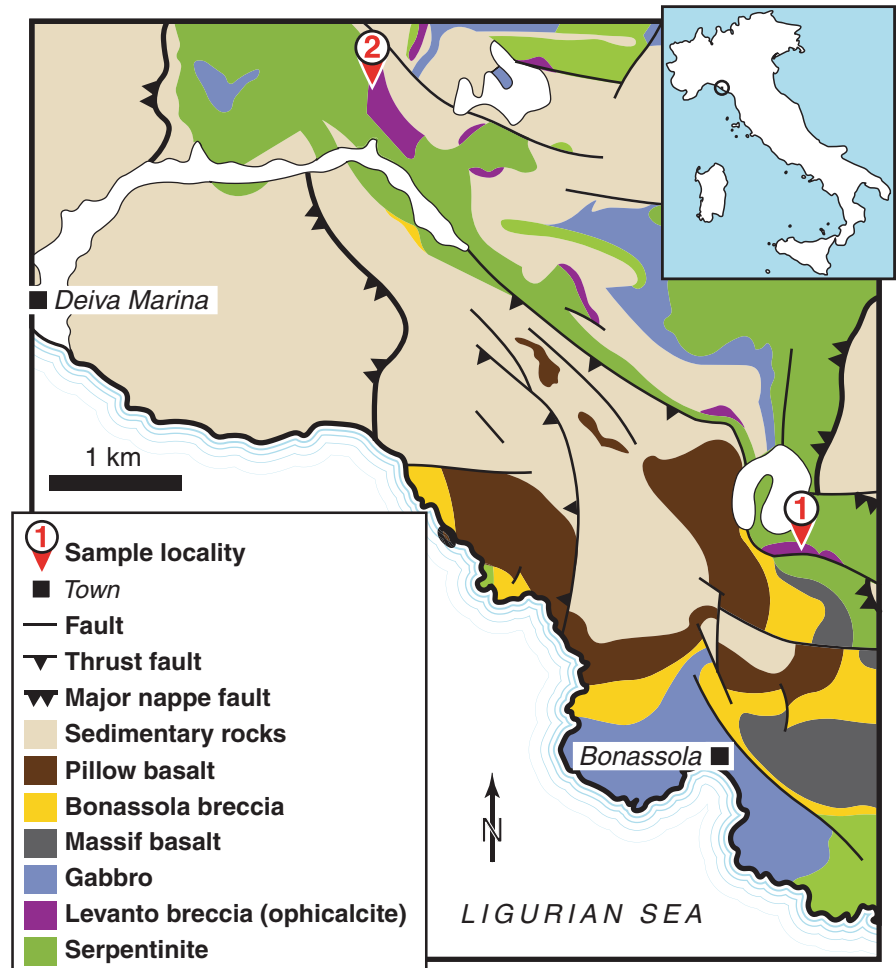 2
Deiva Marina
1 km
1
1
Sample locality
Town
Fault
Thrust fault
Major nappe fault
Sedimentary rocks
Pillow basalt
Bonassola breccia
Massif basalt
Gabbro
Levanto breccia (ophicalcite)
Serpentinite
Bonassola
N
LIGURIAN SEA